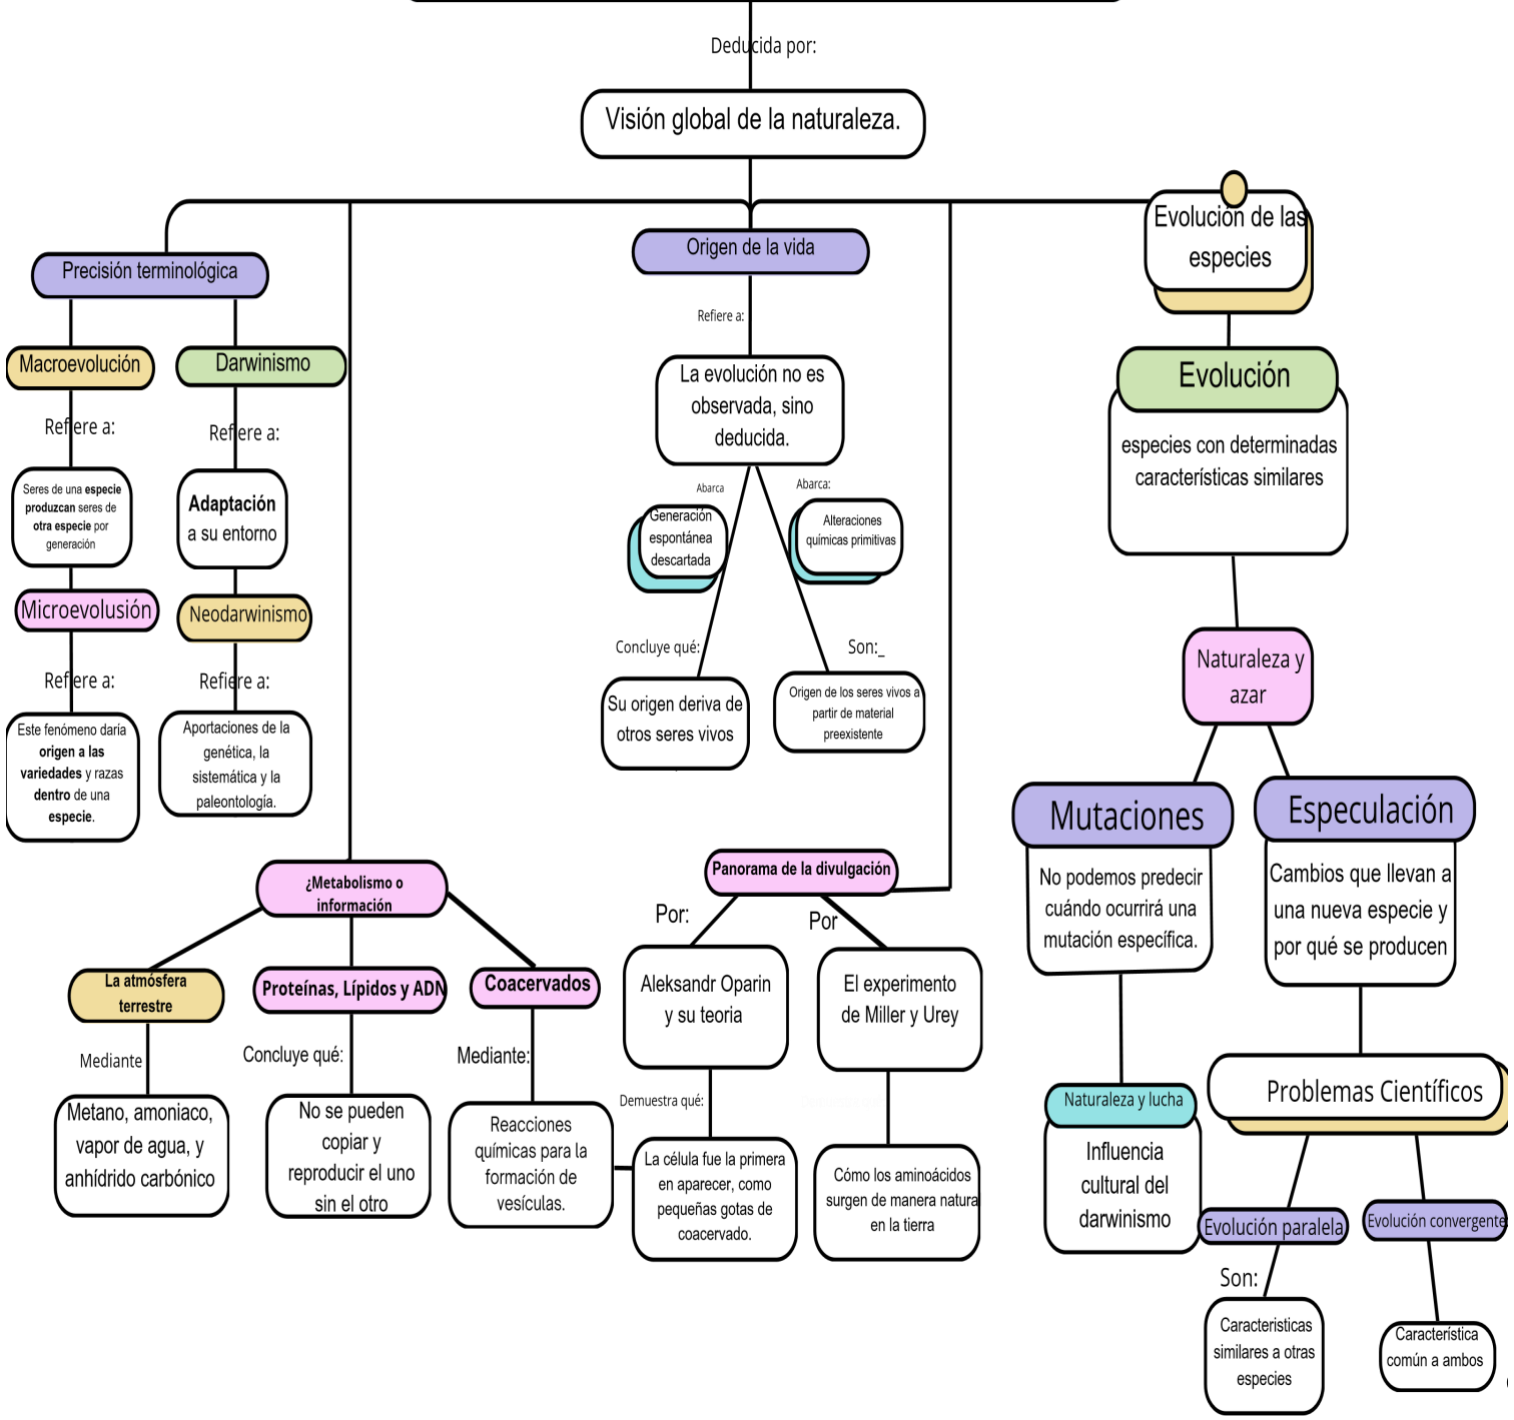 Deducida por:
Visión global de la naturaleza.
Precisión terminológica
Macroevolución
Refiere a:
Seres de una especie
produzcan seres de
otra especie por
generación
Microevolusión
Refiere a:
Este fenómeno daría
origen a las
variedades y razas
dentro de una
especie.
Darwinismo
Refiere a:
Adaptación
a su entorno
Neodarwinismo
Refiere a:
Aportaciones de la
genética, la
sistemática y la
paleontología.
¿Metabolismo o
información
La atmósfera
terrestre
Mediante
Metano, amoniaco,
vapor de agua, y
anhídrido carbónico
Proteínas, Lípidos y ADN
Concluye qué:
No se pueden
copiar y
reproducir el uno
sin el otro
Coacervados
Mediante:
Reacciones
químicas para la
formación de
vesículas.
Origen de la vida
Refiere a:
La evolución no es
observada, sino
deducida.
Abarca
Generación
espontánea
descartada
Concluye qué:
Su origen deriva de
otros seres vivos
Abarca:
Alteraciones
químicas primitivas
Son:_
Origen de los seres vivos a
partir de material
preexistente
Panorama de la divulgación
Por:
Aleksandr Oparin
y su teoria
Demuestra qué:
La célula fue la primera
en aparecer, como
pequeñas gotas de
coacervado.
Por
El experimento
de Miller y Urey
Cómo los aminoácidos
surgen de manera natura
en la tierra
Evolución de las
especies
Evolución
especies con determinadas
características similares
Naturaleza y
azar
Mutaciones
No podemos predecir
cuándo ocurrirá una
mutación específica.
Naturaleza y lucha
Influencia
cultural del
darwinismo
Especulación
Cambios que llevan a
una nueva especie y
por qué se producen
Problemas Científicos
Evolución paralela
Son:
Caracteristicas
similares a otras
especies
Evolución convergente
Característica
común a ambos